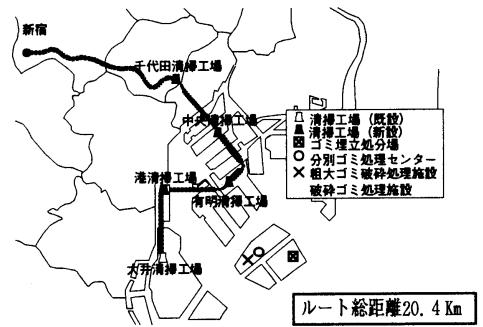 新宿
千代田清掃工場
中央清掃工場
港清掃工場
有明清掃工場
大井清掃工場
清掃工場 (既設)
清掃工場 (新設)
ゴミ埋立処分場
分別ゴミ処理センター
粗大ゴミ破砕処理施設
破砕ゴミ処理施設
ルート総距離20.4Km